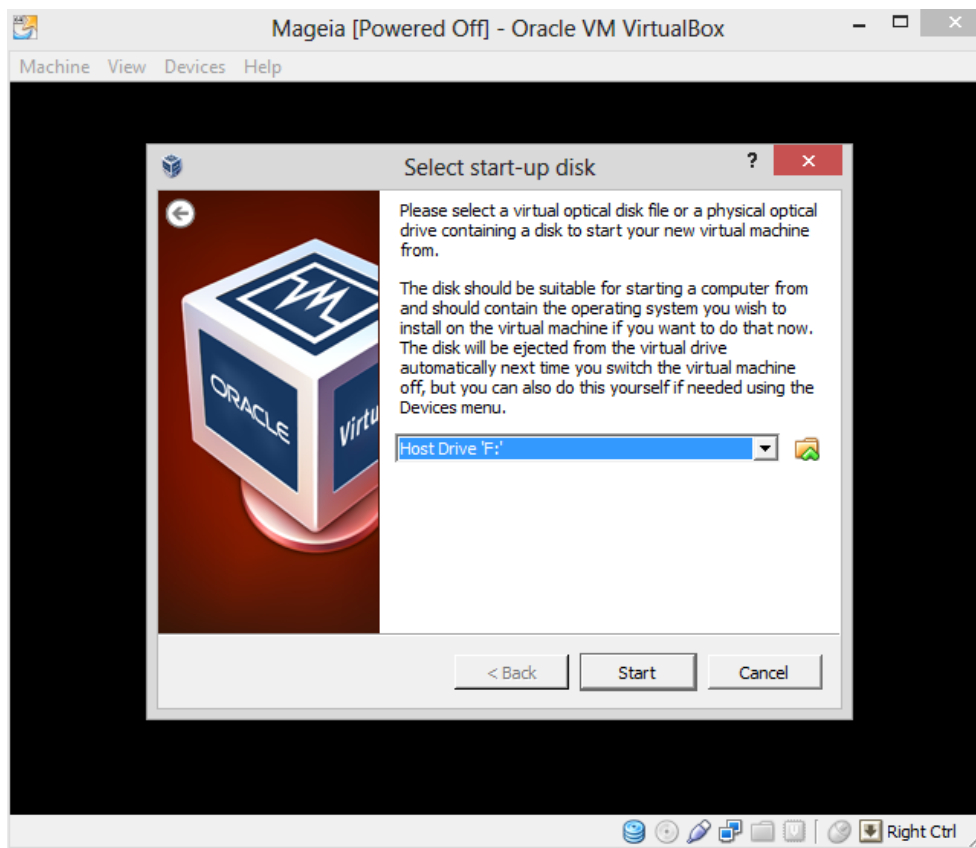 Mageia [Powered Off] - Oracle VM VirtualBox
Machine View Devices Help
Select start-up disk
?
Please select a virtual optical disk file or a physical optical
drive containing a disk to start your new virtual machine
from.
The disk should be suitable for starting a computer from
and should contain the operating system you wish to
install on the virtual machine if you want to do that now.
The disk will be ejected from the virtual drive
automatically next time you switch the virtual machine
off, but you can also do this yourself if needed using the
Devices menu.
ORACLE
Virtu
Host Drive 'F:'
< Back Start Cancel
Right Ctrl